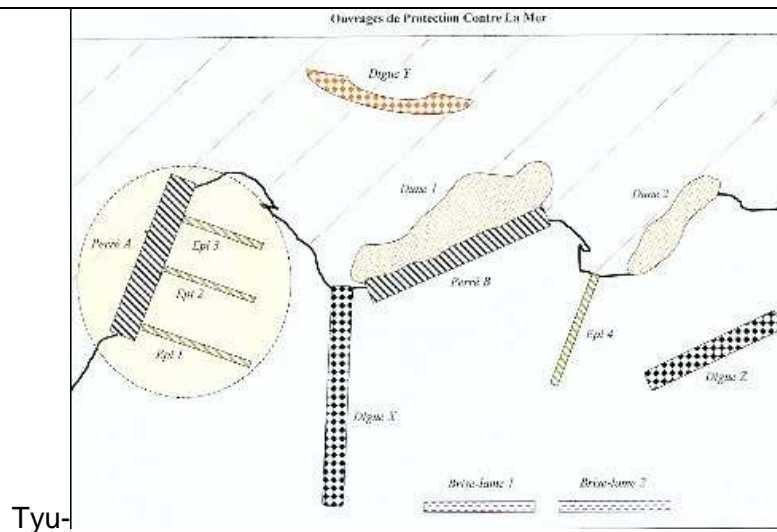 Ouvrages de Protection Contre La Mer
Digue Y
Dune 1
Dune 2
Perré A
Epi 3
Epi 2
Epi 1
Perré B
Epi 4
Digue X
Digue Z
Brise-lame 1
Brise-lame 2
Tyu-